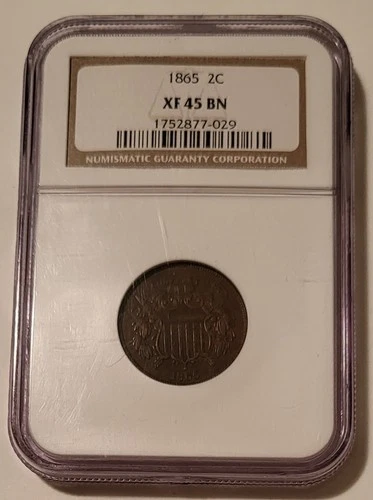 1865 2C
XF 45 BN
1752877-029
NUMISMATIC GUARANTY CORPORATION